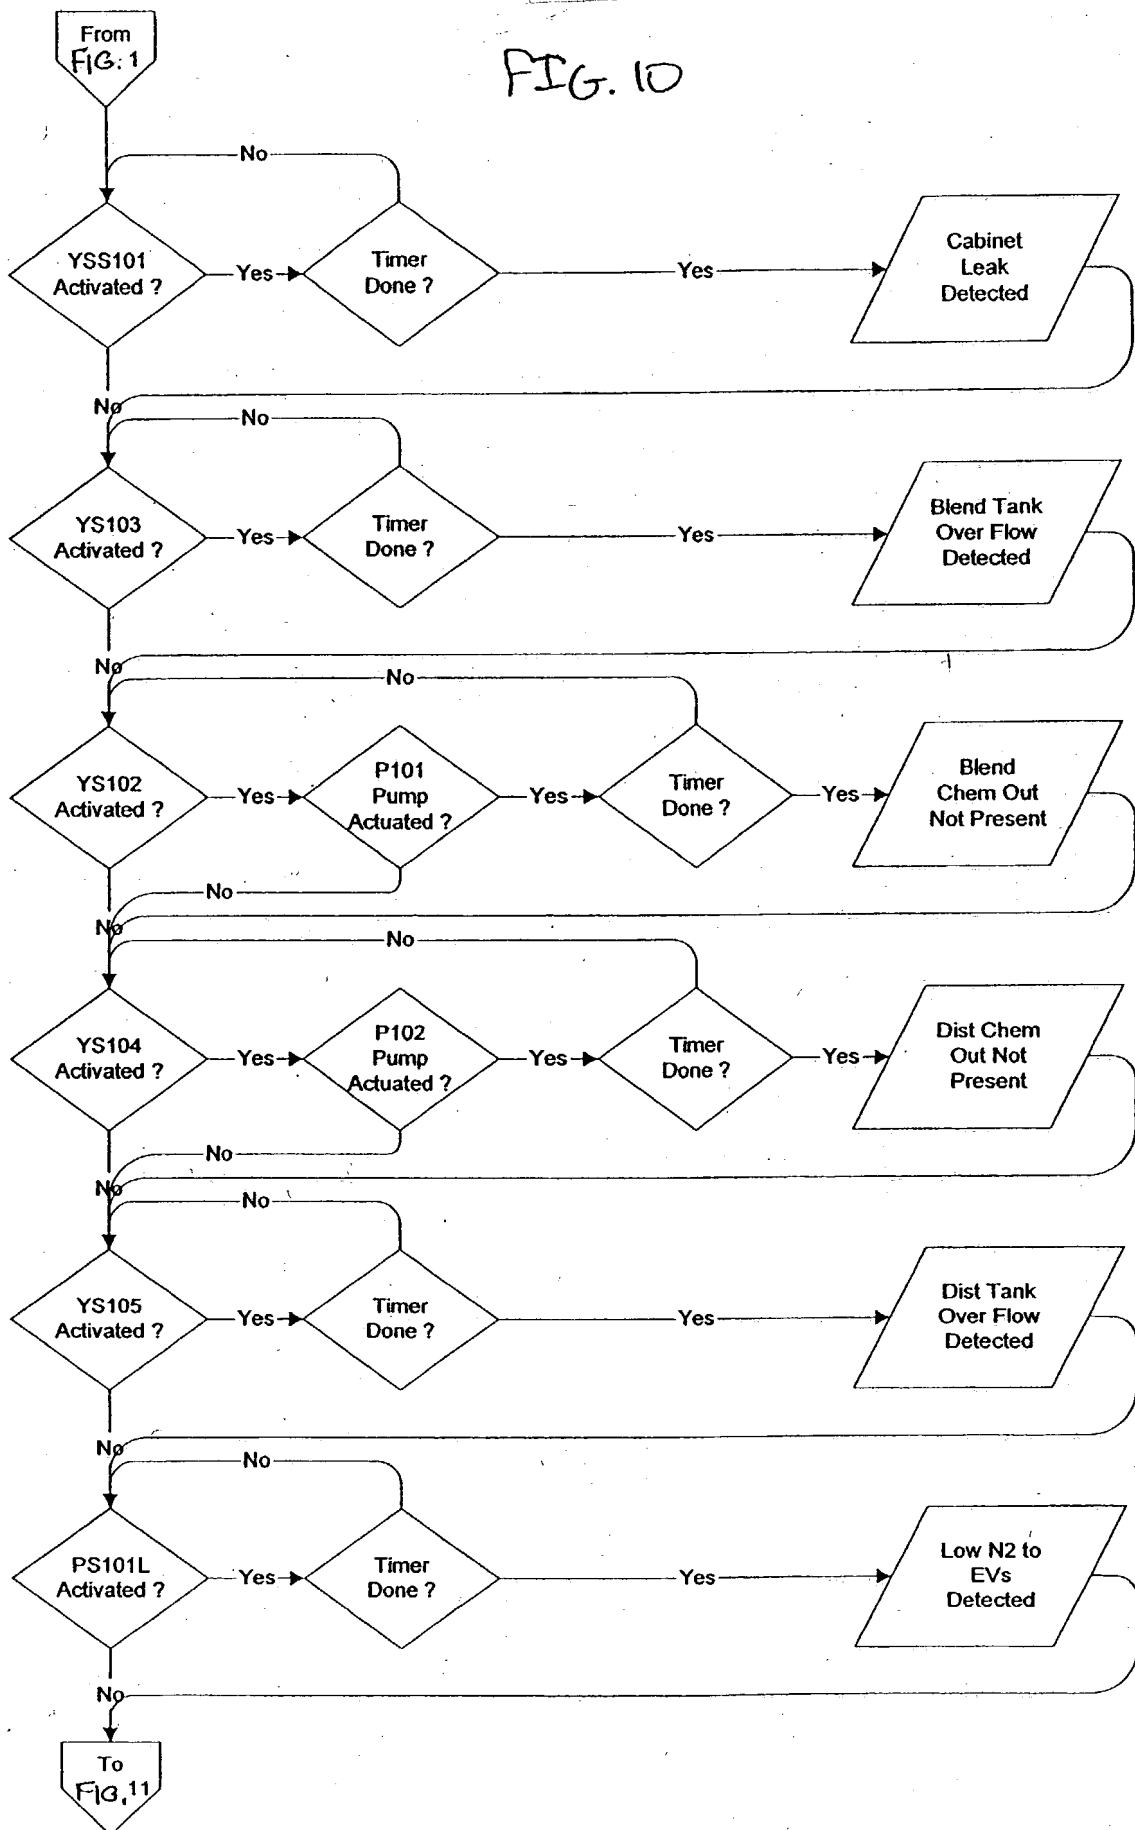 From
FIG. 1
FIG. 10
No
YSS101
Activated ?
Yes
Timer
Done ?
Yes
Cabinet
Leak
Detected
No
No
YS103
Activated ?
Yes
Timer
Done ?
Yes
Blend Tank
Over Flow
Detected
No
No
YS102
Activated ?
Yes
P101
Pump
Actuated ?
Yes
Timer
Done ?
Yes
Blend
Chem Out
Not Present
No
No
No
YS104
Activated ?
Yes
P102
Pump
Actuated ?
Yes
Timer
Done ?
Yes
Dist Chem
Out Not
Present
No
No
No
YS105
Activated ?
Yes
Timer
Done ?
Yes
Dist Tank
Over Flow
Detected
No
No
PS101L
Activated ?
Yes
Timer
Done ?
Yes
Low N2 to
EVs
Detected
No
To
FIG. 11